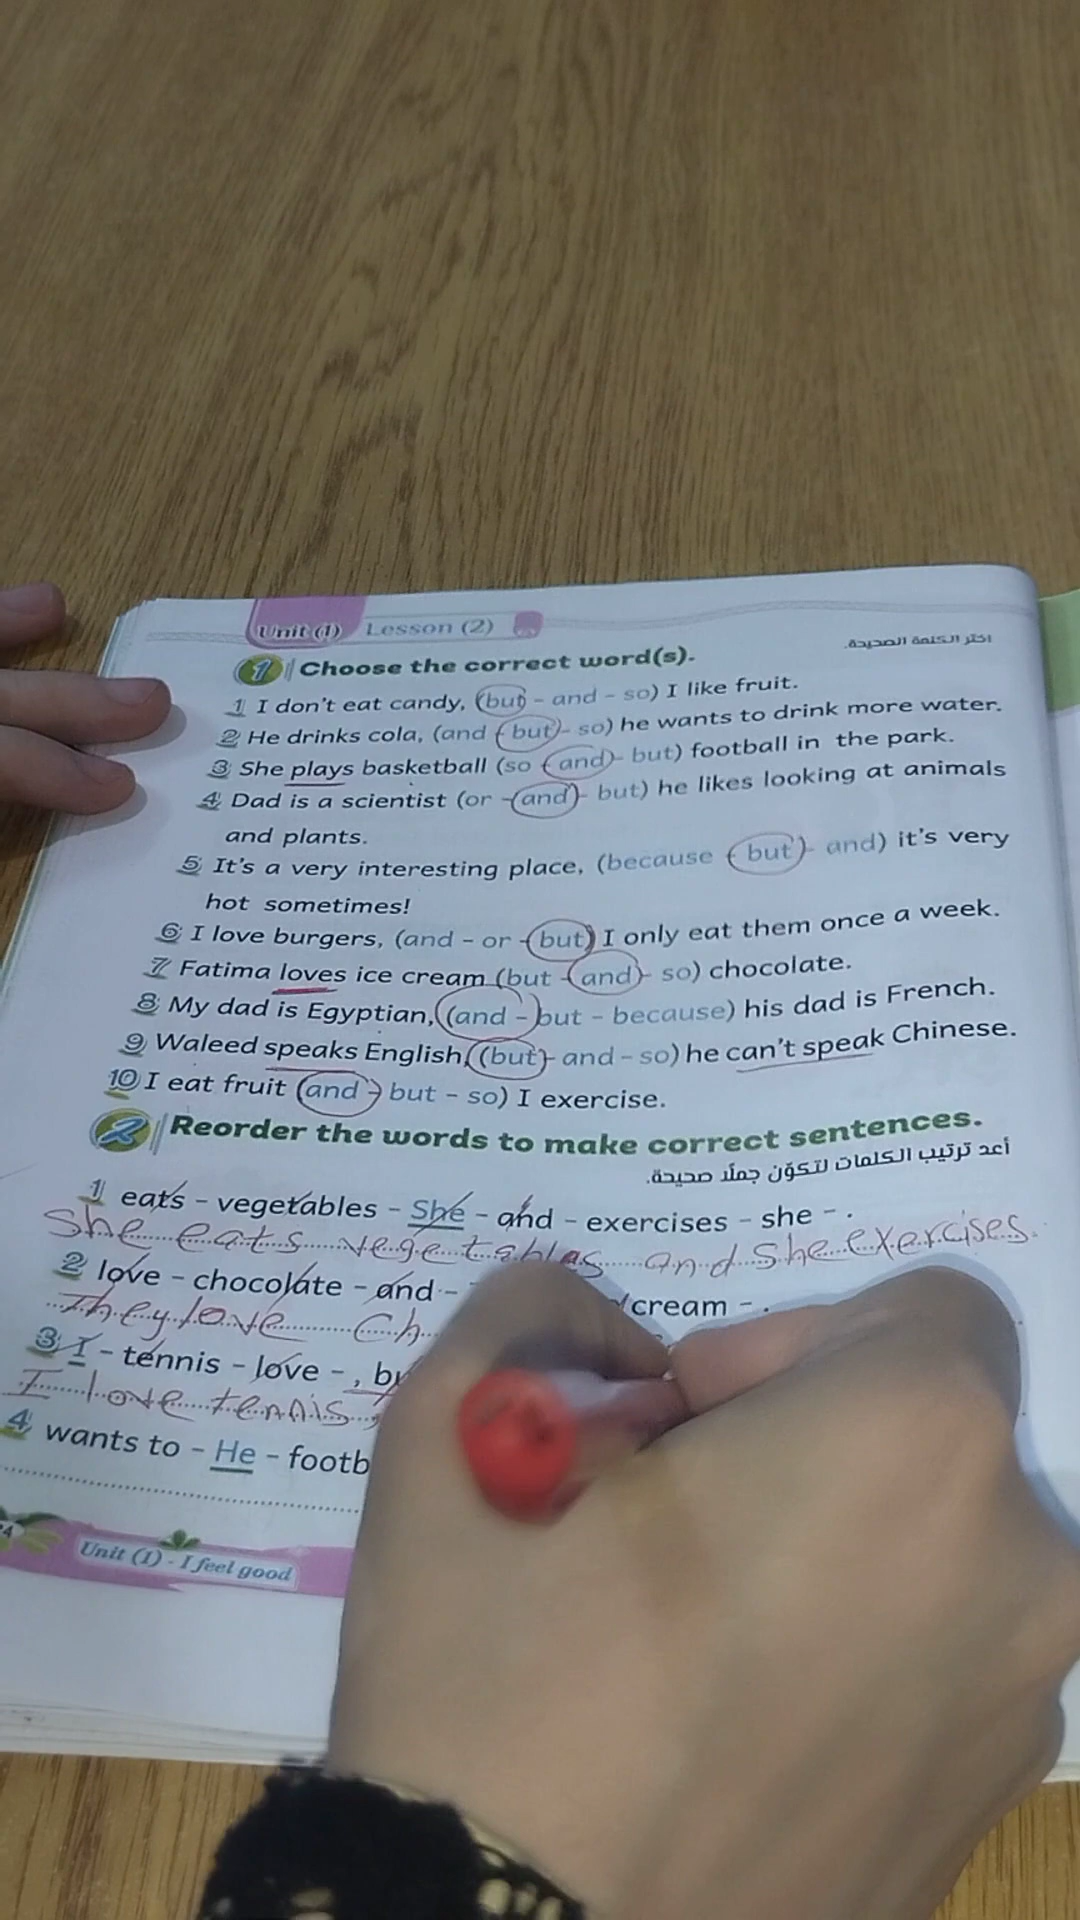 Unit (1) Lesson (2)
1 Choose the correct word(s).
اختر الكلمة الصحيحة.
1 I don't eat candy, (but - and - so) I like fruit.
2 He drinks cola, (and - but - so) he wants to drink more water.
3 She plays basketball (so - and - but) football in the park.
4 Dad is a scientist (or - and - but) he likes looking at animals
and plants.
5 It's a very interesting place, (because - but - and) it's very
hot sometimes!
6 I love burgers, (and - or - but) I only eat them once a week.
7 Fatima loves ice cream (but - and - so) chocolate.
8 My dad is Egyptian, (and - but - because) his dad is French.
9 Waleed speaks English, (but - and - so) he can't speak Chinese.
10 I eat fruit (and - but - so) I exercise.
2 Reorder the words to make correct sentences.
أعد ترتيب الكلمات لتكوّن جملًا صحيحة.
1 eats - vegetables - She - and - exercises - she - .
She eats vegetables and she exercises.
2 love - chocolate - and - cream - .
They love Ch
3 I - tennis - love - , b
I love tennis,
4 wants to - He - footb
Unit (1) - I feel good